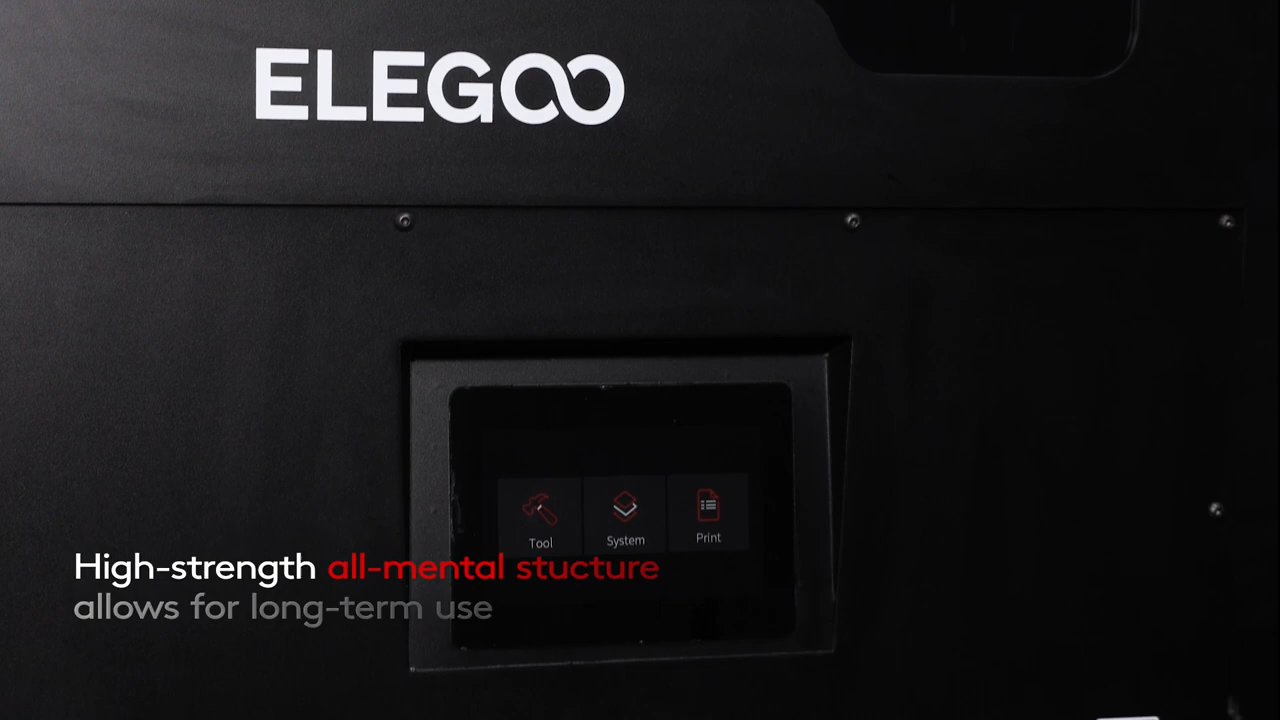 ELEGOO
Tool System Print
High-strength all-mental stucture
allows for long-term use